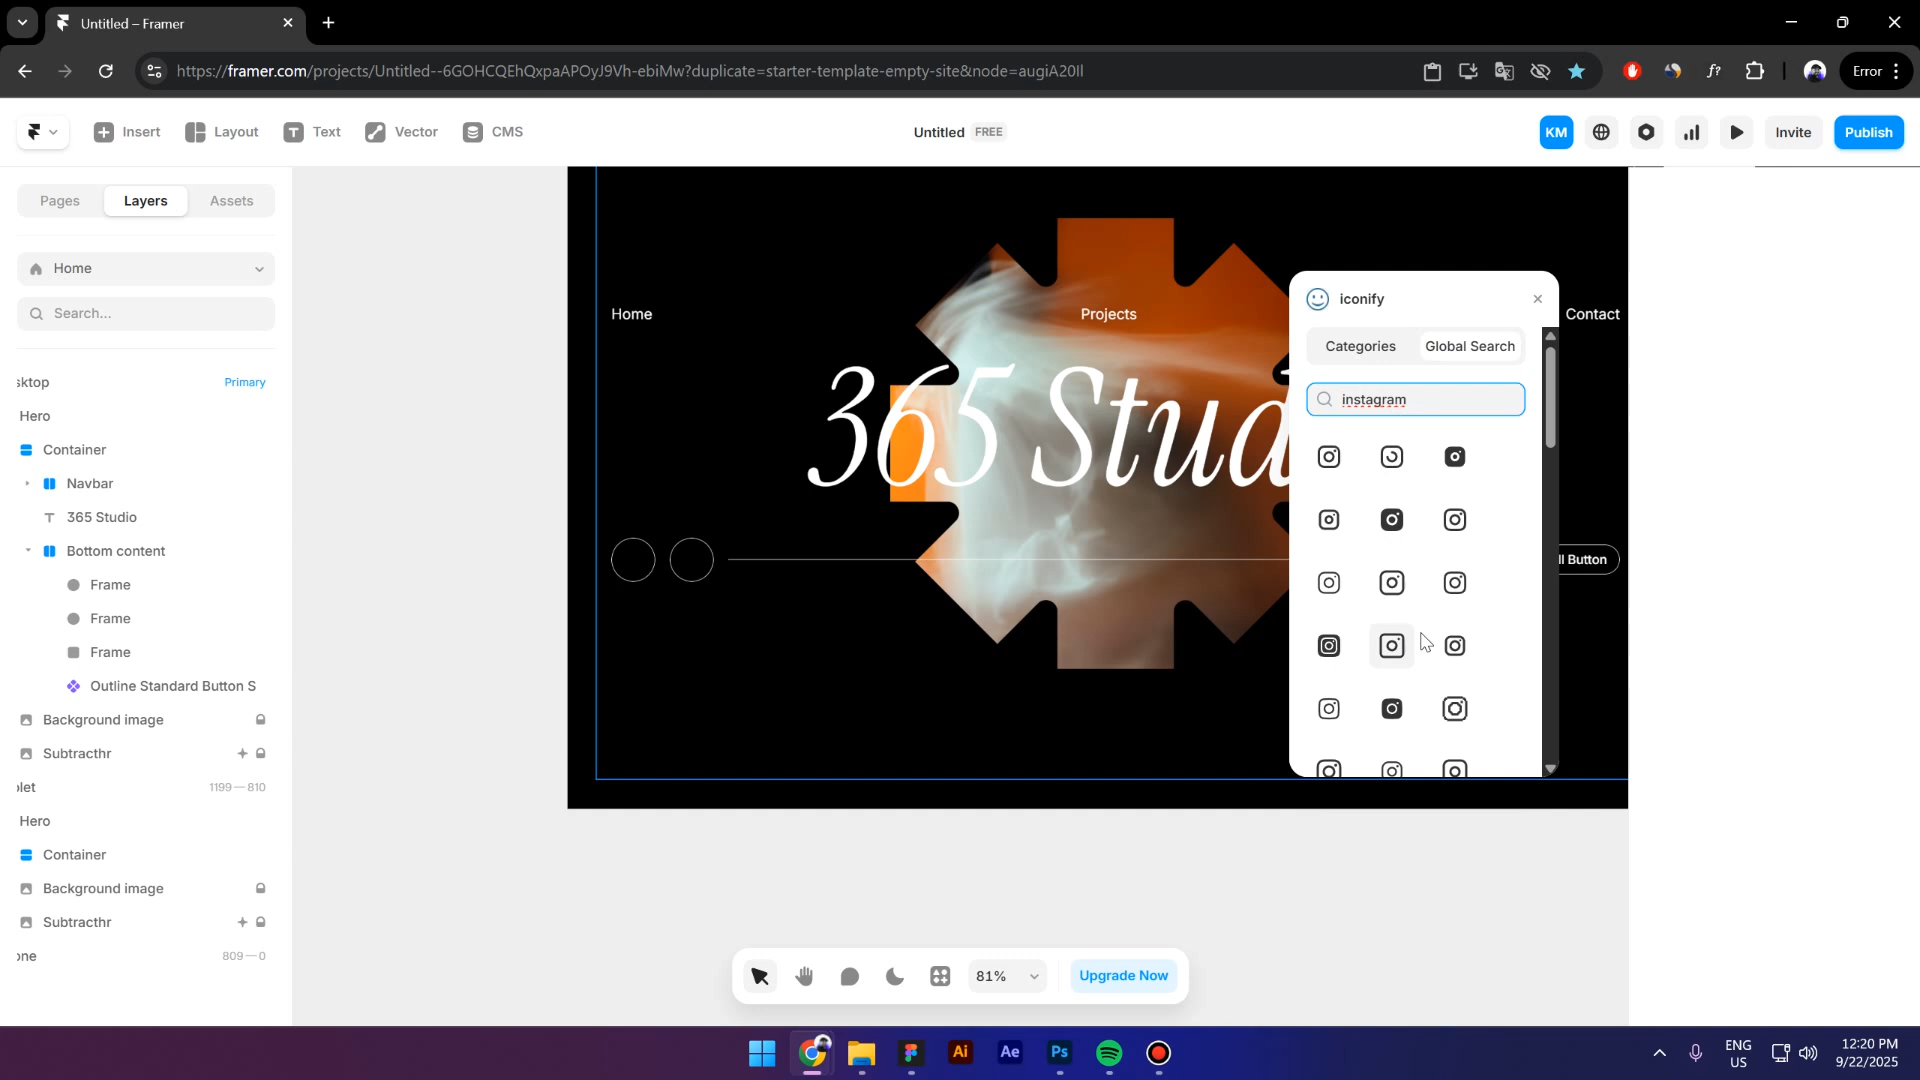 Untitled – Framer
https://framer.com/projects/Untitled--6GOHCQEhQxpaAPOyJ9Vh-ebiMw?duplicate=starter-template-empty-site&node=augiA20Il
Error
Insert
Layout
Text
Vector
CMS
Untitled FREE
KM
Invite
Publish
Pages
Layers
Assets
Home
Search...
sktop
Primary
Hero
Container
Navbar
365 Studio
Bottom content
Frame
Frame
Frame
Outline Standard Button S
Background image
Subtracthr
blet
1199 — 810
Hero
Container
Background image
Subtracthr
one
809 — 0
Home
Projects
Contact
365 Stud
ll Button
iconify
Categories
Global Search
instagram
81%
Upgrade Now
Ai
Ae
Ps
ENG
US
12:20 PM
9/22/2025